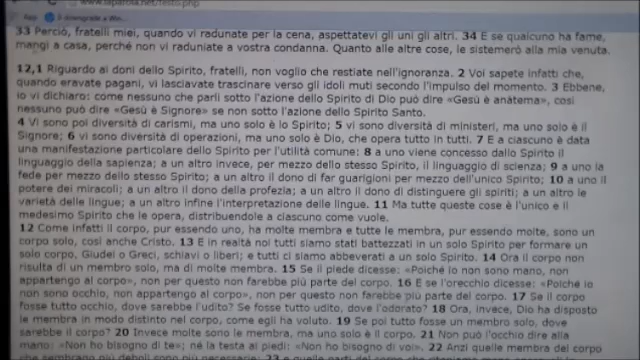 www.laparola.net/testo.php
App
33 Perciò, fratelli miei, quando vi radunate per la cena, aspettatevi gli uni gli altri. 34 E se qualcuno ha fame,
mangi a casa, perché non vi raduniate a vostra condanna. Quanto alle altre cose, le sistemerò alla mia venuta.
12,1 Riguardo ai doni dello Spirito, fratelli, non voglio che restiate nell'ignoranza. 2 Voi sapete infatti che,
quando eravate pagani, vi lasciavate trascinare verso gli idoli muti secondo l'impulso del momento. 3 Ebbene,
io vi dichiaro: come nessuno che parli sotto l'azione dello Spirito di Dio può dire «Gesù è anàtema», così
nessuno può dire «Gesù è Signore» se non sotto l'azione dello Spirito Santo.
4 Vi sono poi diversità di carismi, ma uno solo è lo Spirito; 5 vi sono diversità di ministeri, ma uno solo è il
Signore; 6 vi sono diversità di operazioni, ma uno solo è Dio, che opera tutto in tutti. 7 E a ciascuno è data
una manifestazione particolare dello Spirito per l'utilità comune: 8 a uno viene concesso dallo Spirito il
linguaggio della sapienza; a un altro invece, per mezzo dello stesso Spirito, il linguaggio di scienza; 9 a uno la
fede per mezzo dello stesso Spirito; a un altro il dono di far guarigioni per mezzo dell'unico Spirito; 10 a uno il
potere dei miracoli; a un altro il dono della profezia; a un altro il dono di distinguere gli spiriti; a un altro le
varietà delle lingue; a un altro infine l'interpretazione delle lingue. 11 Ma tutte queste cose è l'unico e il
medesimo Spirito che le opera, distribuendole a ciascuno come vuole.
12 Come infatti il corpo, pur essendo uno, ha molte membra e tutte le membra, pur essendo molte, sono un
corpo solo, così anche Cristo. 13 E in realtà noi tutti siamo stati battezzati in un solo Spirito per formare un
solo corpo, Giudei o Greci, schiavi o liberi; e tutti ci siamo abbeverati a un solo Spirito. 14 Ora il corpo non
risulta di un membro solo, ma di molte membra. 15 Se il piede dicesse: «Poiché io non sono mano, non
appartengo al corpo», non per questo non farebbe più parte del corpo. 16 E se l'orecchio dicesse: «Poiché io
non sono occhio, non appartengo al corpo», non per questo non farebbe più parte del corpo. 17 Se il corpo
fosse tutto occhio, dove sarebbe l'udito? Se fosse tutto udito, dove l'odorato? 18 Ora, invece, Dio ha disposto
le membra in modo distinto nel corpo, come egli ha voluto. 19 Se poi tutto fosse un membro solo, dove
sarebbe il corpo? 20 Invece molte sono le membra, ma uno solo è il corpo. 21 Non può l'occhio dire alla
mano: «Non ho bisogno di te»; né la testa ai piedi: «Non ho bisogno di voi». 22 Anzi quelle membra del corpo
che sembrano più deboli sono più necessarie; 23 e quelle parti del corpo che